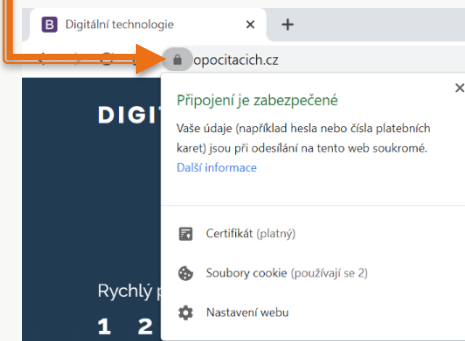 B Digitální technologie × +
opocitacich.cz
×
DIGI
Připojení je zabezpečené
Vaše údaje (například hesla nebo čísla platebních
karet) jsou při odesílání na tento web soukromé.
Další informace
Certifikát (platný)
Soubory cookie (používají se 2)
Rychlý p
Nastavení webu
1 2